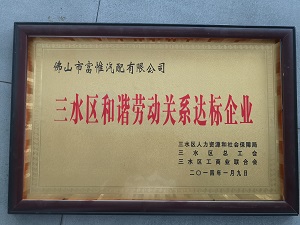 佛山市富惟汽配有限公司
三水区和谐劳动关系达标企业
三水区人力资源和社会保障局
三水区总工会
三水区工商业联合会
二〇一四年一月九日